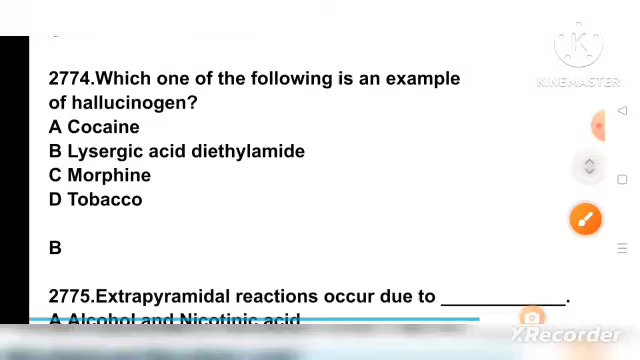 2774.Which one of the following is an example
of hallucinogen?
A Cocaine
B Lysergic acid diethylamide
C Morphine
D Tobacco
B
2775.Extrapyramidal reactions occur due to ____________.
A Alcohol and Nicotinic acid
KINEMASTER
XRecorder